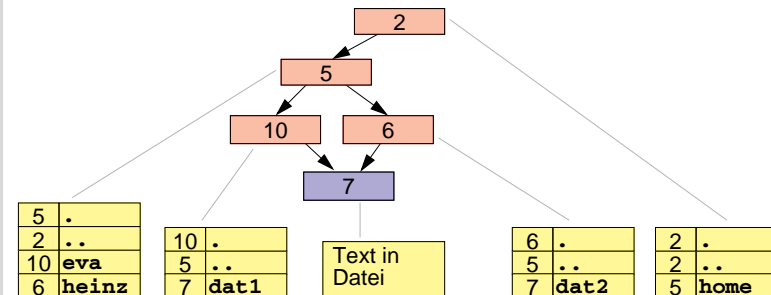 2
5
10 6
7
5 .
2 ..
10 eva
6 heinz
10 .
5 ..
7 dat1
Text in
Datei
6 .
5 ..
7 dat2
2 .
2 ..
5 home